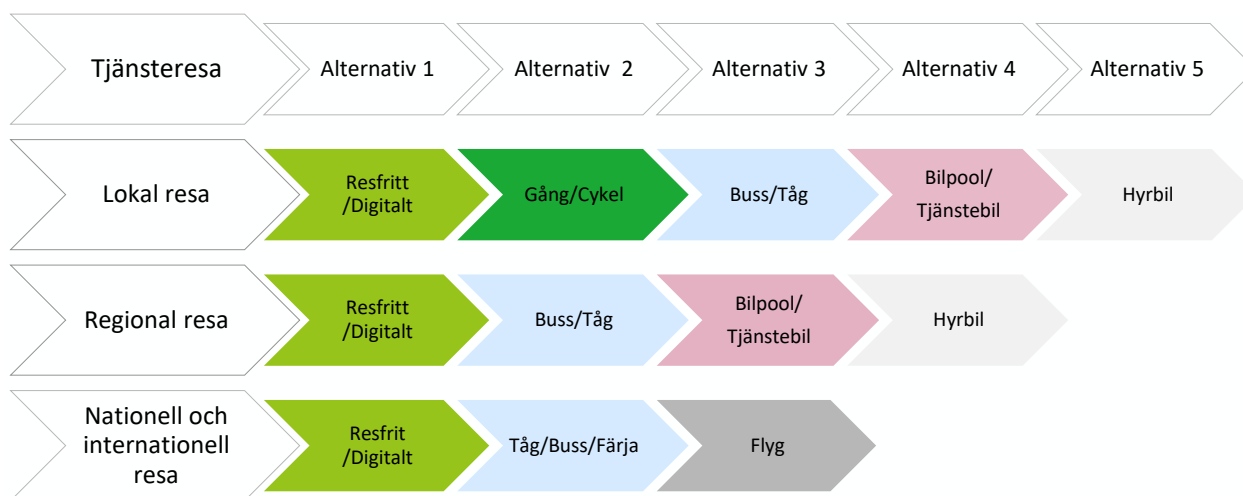 Tjänsteresa
Alternativ 1
Alternativ 2
Alternativ 3
Alternativ 4
Alternativ 5
Lokal resa
Resfritt
/Digitalt
Gång/Cykel
Buss/Tåg
Bilpool/
Tjänstebil
Hyrbil
Regional resa
Resfritt
/Digitalt
Buss/Tåg
Bilpool/
Tjänstebil
Hyrbil
Nationell och
internationell
resa
Resfrit
/Digitalt
Tåg/Buss/Färja
Flyg